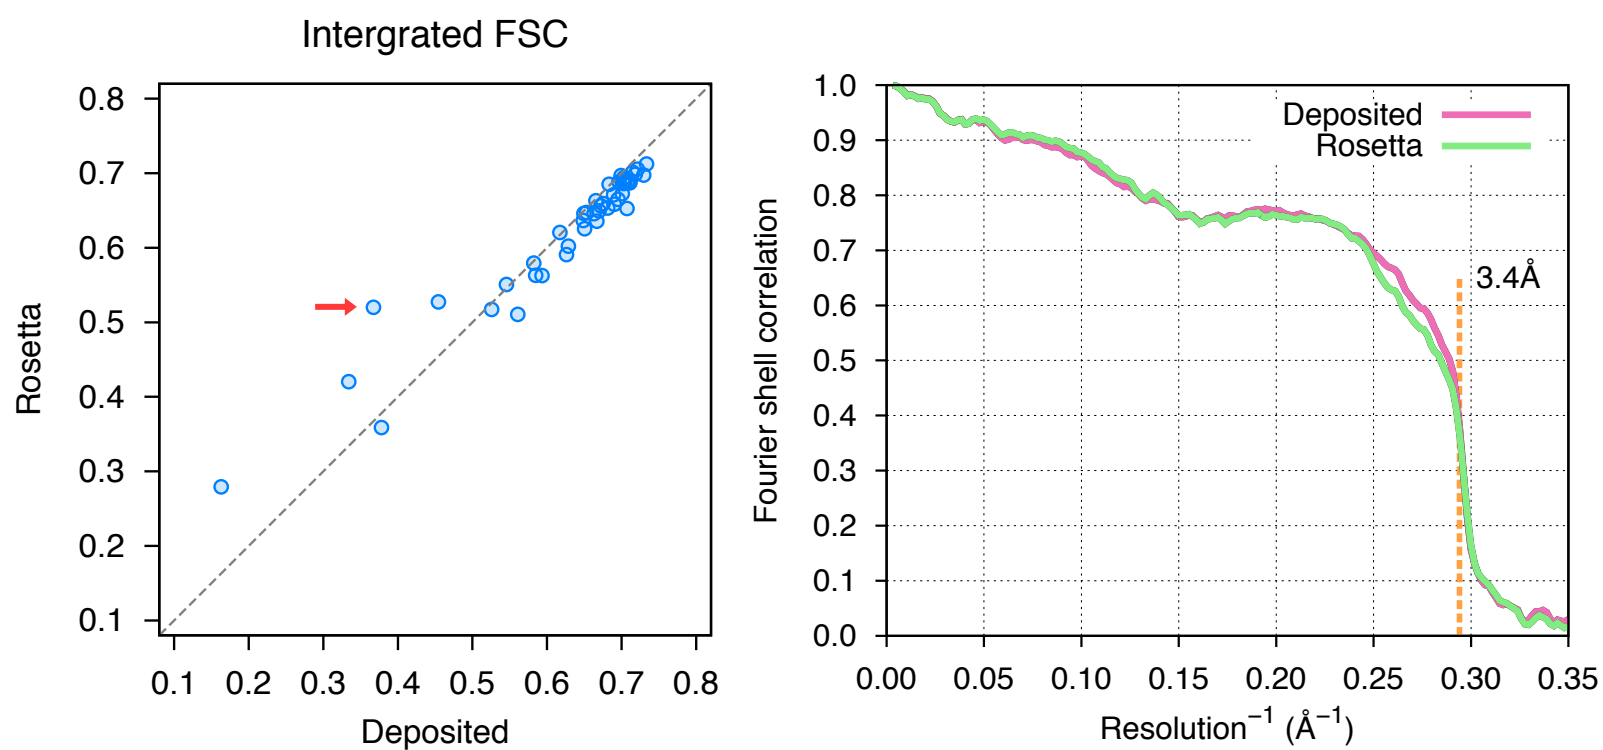 Intergrated FSC
0.8
0.7
0.6
0.5
0.4
0.3
0.2
0.1
Rosetta
0.1 0.2 0.3 0.4 0.5 0.6 0.7 0.8
Deposited
1.0
0.9
0.8
0.7
0.6
0.5
0.4
0.3
0.2
0.1
0.0
Fourier shell correlation
Deposited
Rosetta
3.4Å
0.00 0.05 0.10 0.15 0.20 0.25 0.30 0.35
Resolution⁻¹ (Å⁻¹)